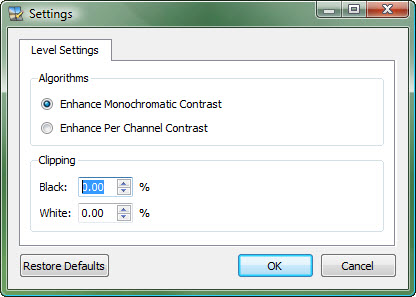 Settings
Level Settings
Algorithms
Enhance Monochromatic Contrast
Enhance Per Channel Contrast
Clipping
Black: 0.00 %
White: 0.00 %
Restore Defaults OK Cancel